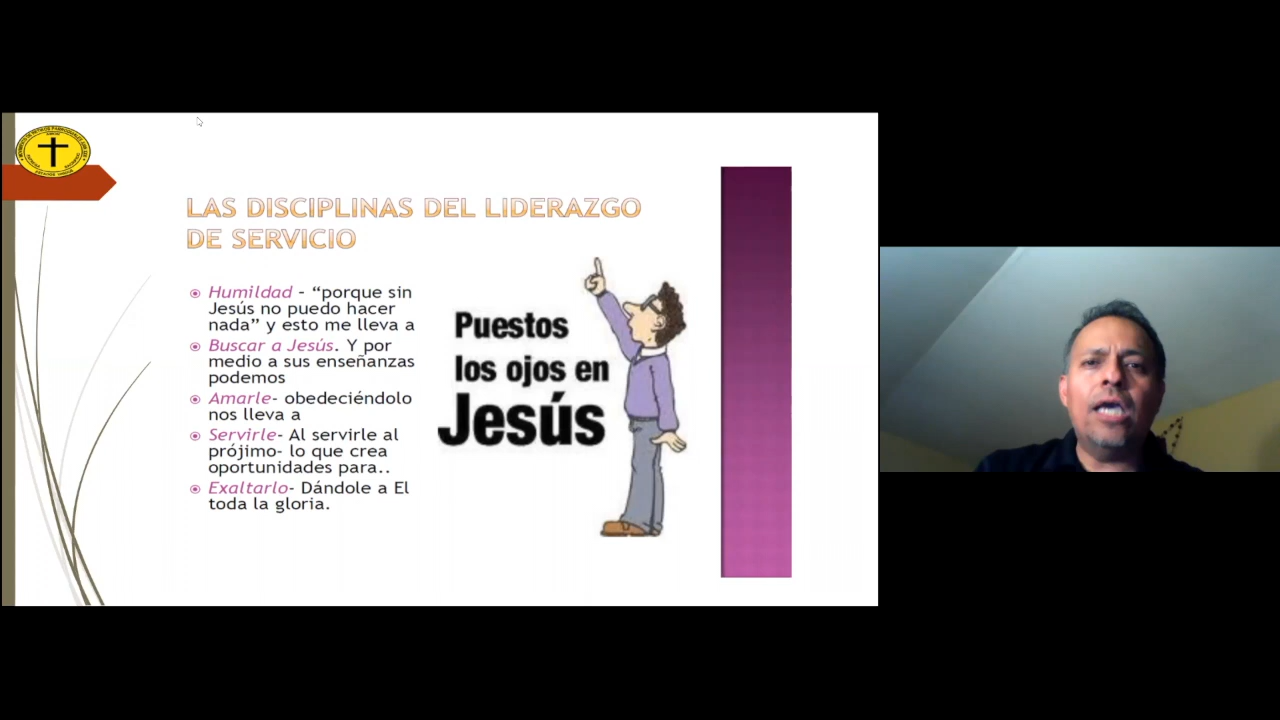 LAS DISCIPLINAS DEL LIDERAZGO
DE SERVICIO
Humildad - “porque sin
Jesús no puedo hacer
nada” y esto me lleva a
Buscar a Jesús. Y por
medio a sus enseñanzas
podemos
Amarle- obedeciéndolo
nos lleva a
Servirle- Al servirle al
prójimo- lo que crea
oportunidades para..
Exaltarlo- Dándole a El
toda la gloria.
Puestos
los ojos en
Jesús